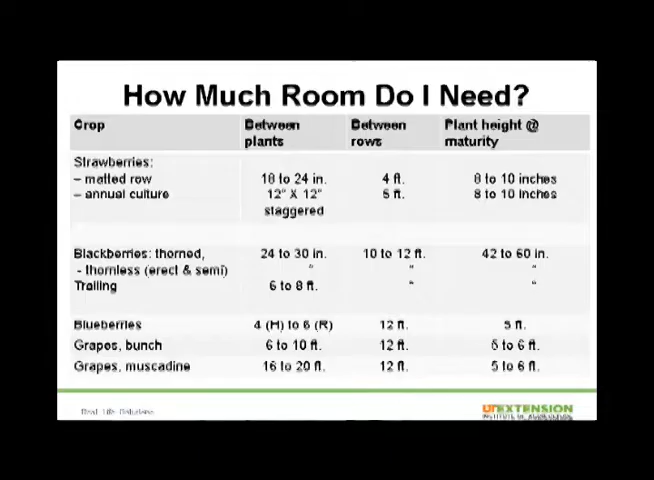 How Much Room Do I Need?
Crop Between plants Between rows Plant height @ maturity
Strawberries:
– matted row 18 to 24 in. 4 ft. 8 to 10 inches
– annual culture 12" X 12" staggered 5 ft. 8 to 10 inches
Blackberries: thorned, 24 to 30 in. 10 to 12 ft. 42 to 60 in.
- thornless (erect & semi) " " "
Trailing 6 to 8 ft. " "
Blueberries 4 (H) to 6 (R) 12 ft. 5 ft.
Grapes, bunch 6 to 10 ft. 12 ft. 5 to 6 ft.
Grapes, muscadine 16 to 20 ft. 12 ft. 5 to 6 ft.
Real. Life. Solutions.
UTEXTENSION
INSTITUTE OF AGRICULTURE